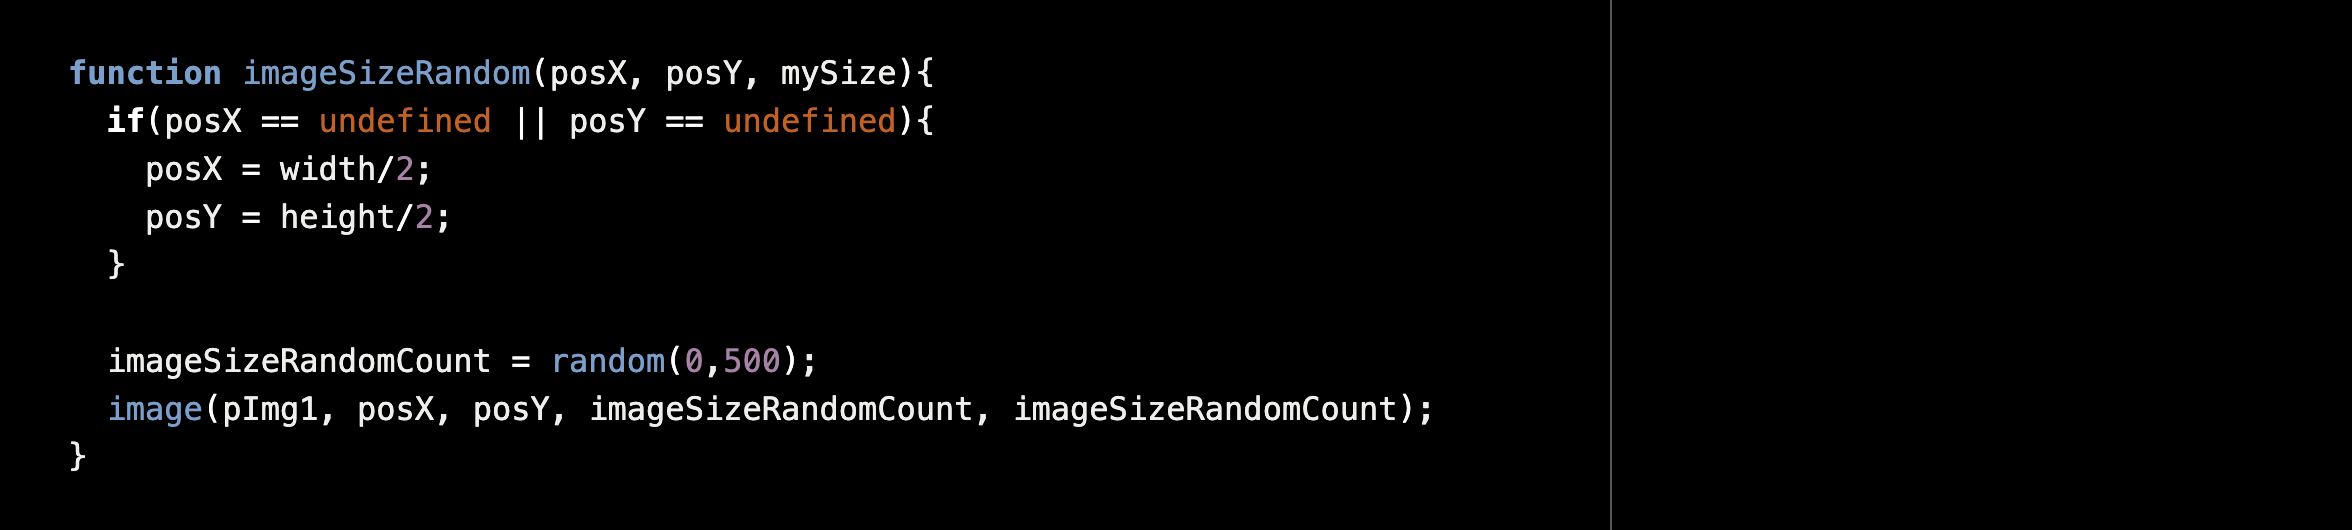 function imageSizeRandom(posX, posY, mySize){
  if(posX == undefined || posY == undefined){
    posX = width/2;
    posY = height/2;
  }
  imageSizeRandomCount = random(0,500);
  image(pImg1, posX, posY, imageSizeRandomCount, imageSizeRandomCount);
}